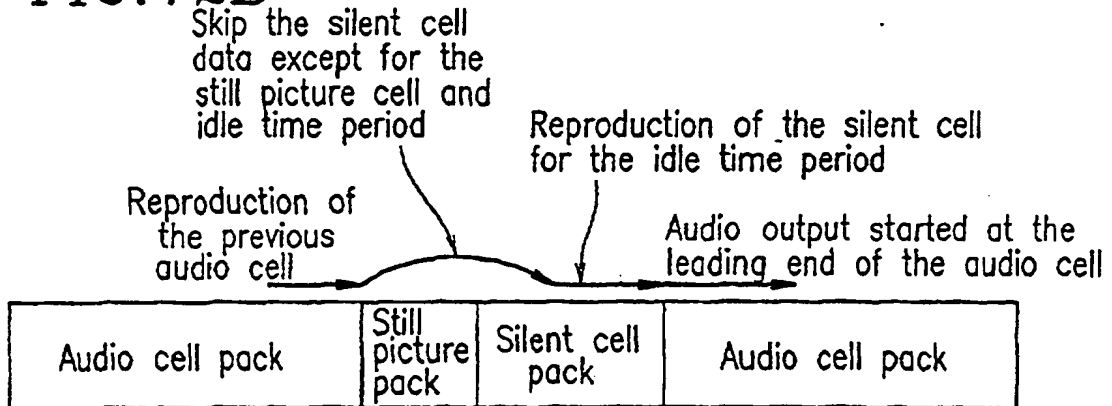 Skip the silent cell
data except for the
still picture cell and
idle time period
Reproduction of the silent cell
for the idle time period
Reproduction of
the previous
audio cell
Audio output started at the
leading end of the audio cell
Audio cell pack
Still
picture
pack
Silent cell
pack
Audio cell pack